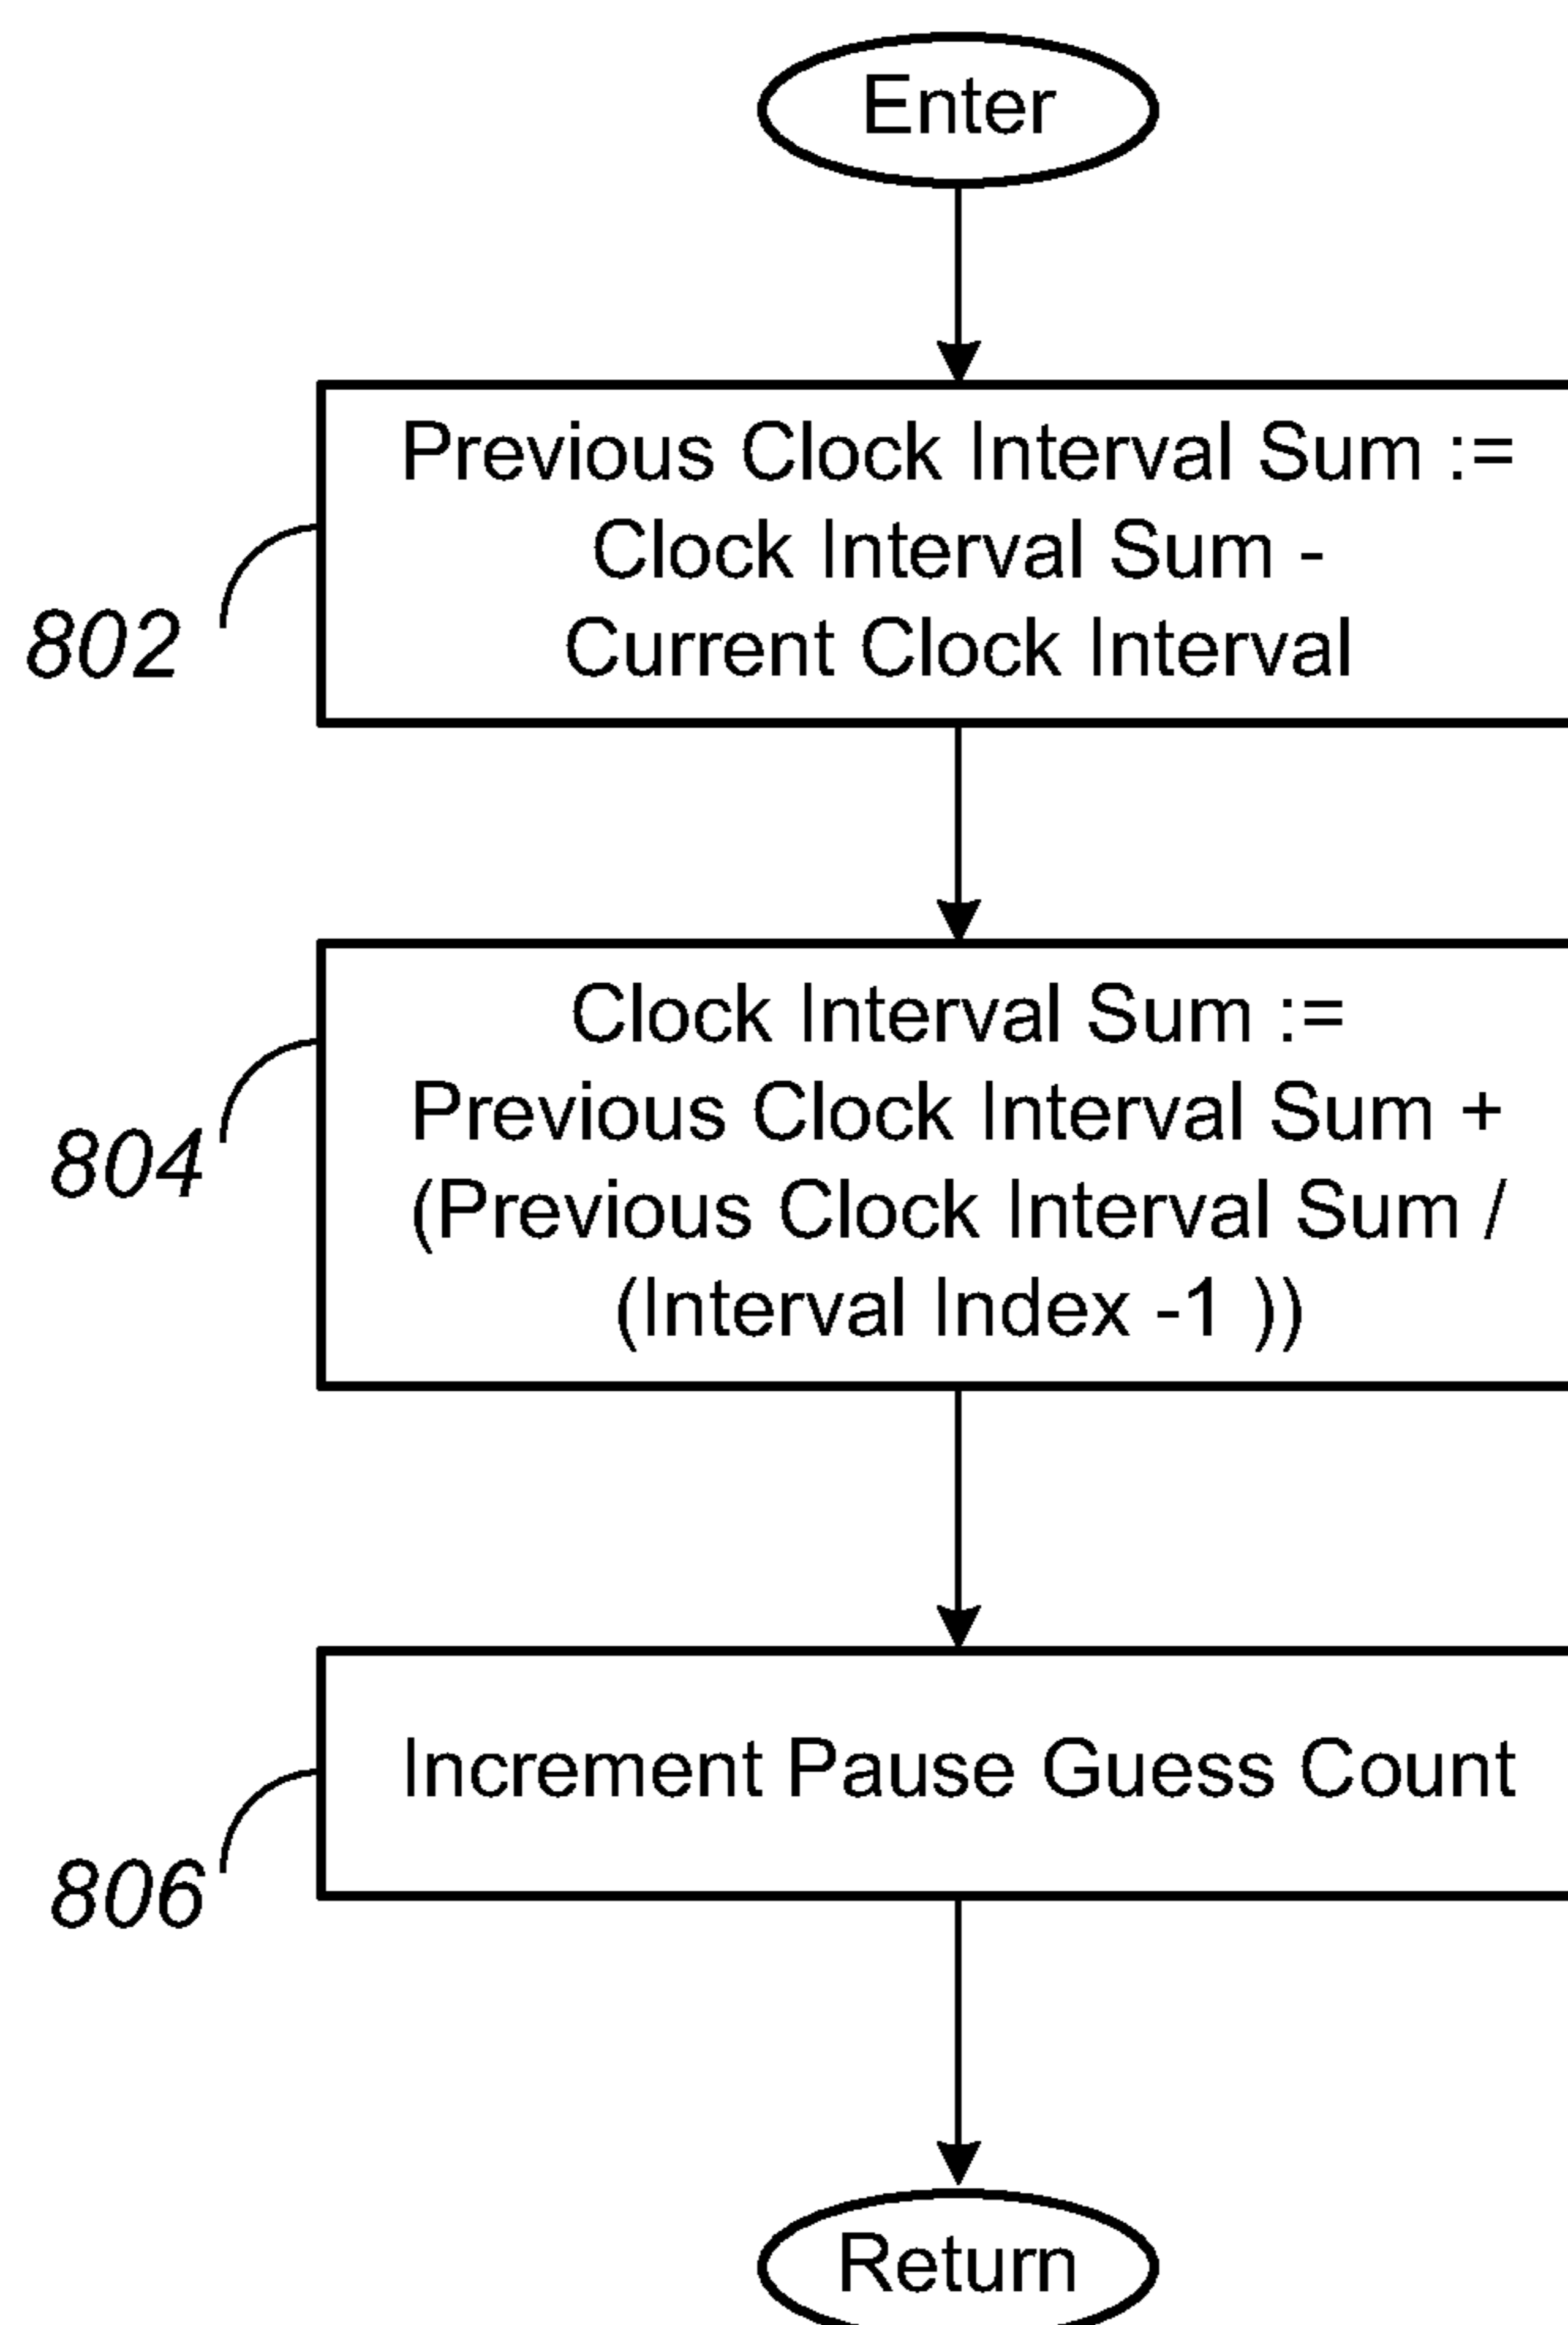 Enter
Previous Clock Interval Sum :=
Clock Interval Sum -
Current Clock Interval
802
Clock Interval Sum :=
Previous Clock Interval Sum +
(Previous Clock Interval Sum /
(Interval Index -1 ))
804
Increment Pause Guess Count
806
Return